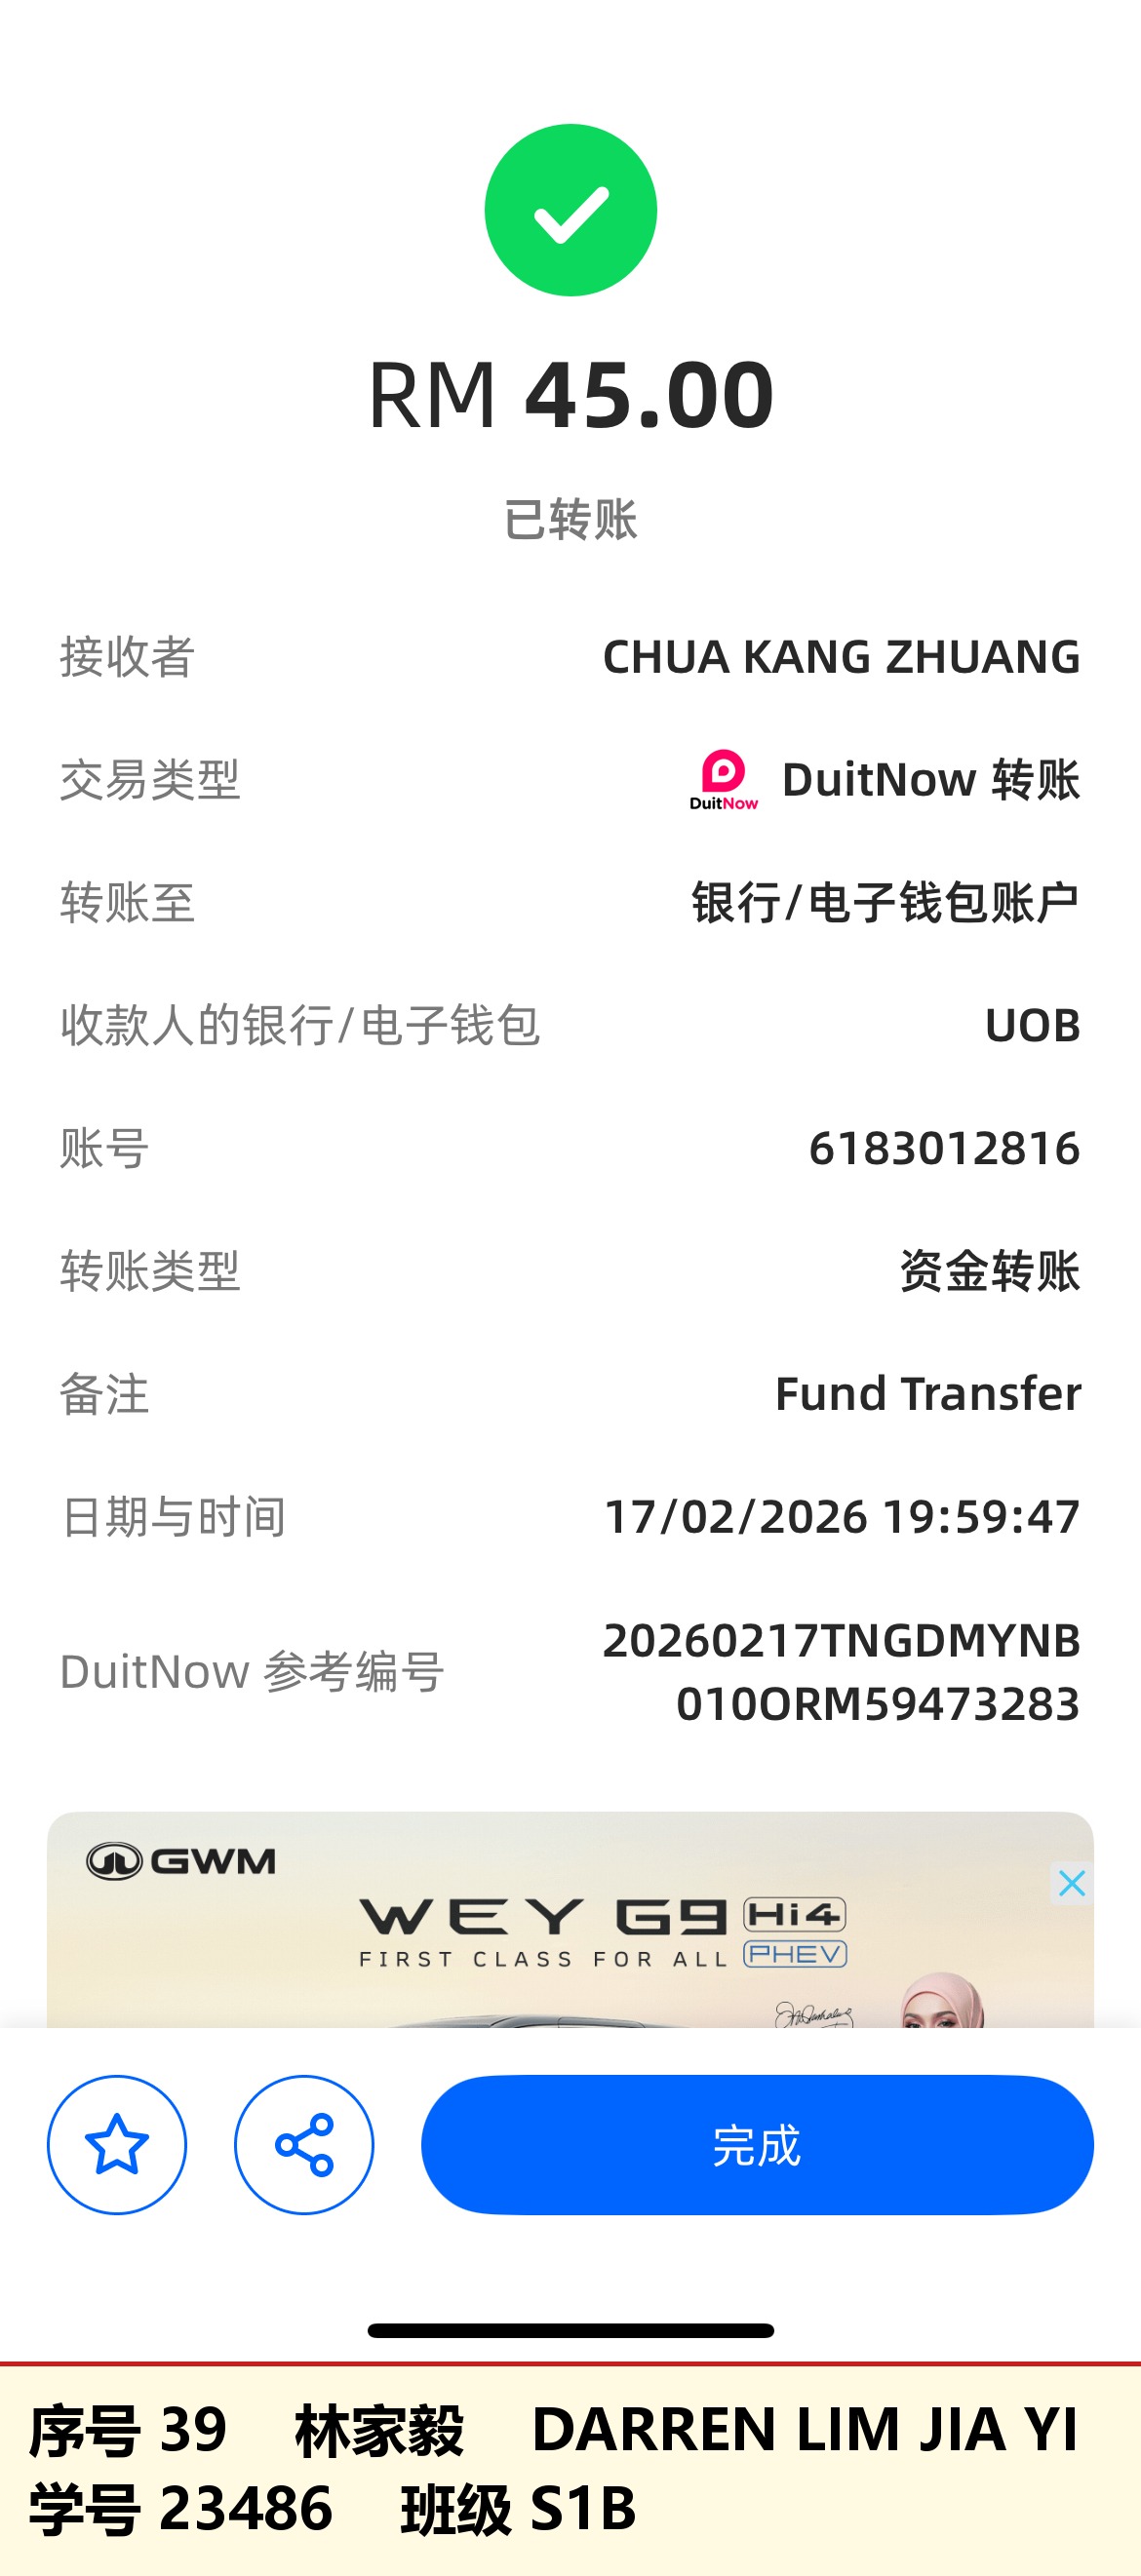 RM 45.00
已转账
接收者 CHUA KANG ZHUANG
交易类型 DuitNow DuitNow 转账
转账至 银行/电子钱包账户
收款人的银行/电子钱包 UOB
账号 6183012816
转账类型 资金转账
备注 Fund Transfer
日期与时间 17/02/2026 19:59:47
DuitNow 参考编号 20260217TNGDMYNB
010ORM59473283
GWM
WEY G9 Hi4
FIRST CLASS FOR ALL PHEV
完成
序号 39 林家毅 DARREN LIM JIA YI
学号 23486 班级 S1B